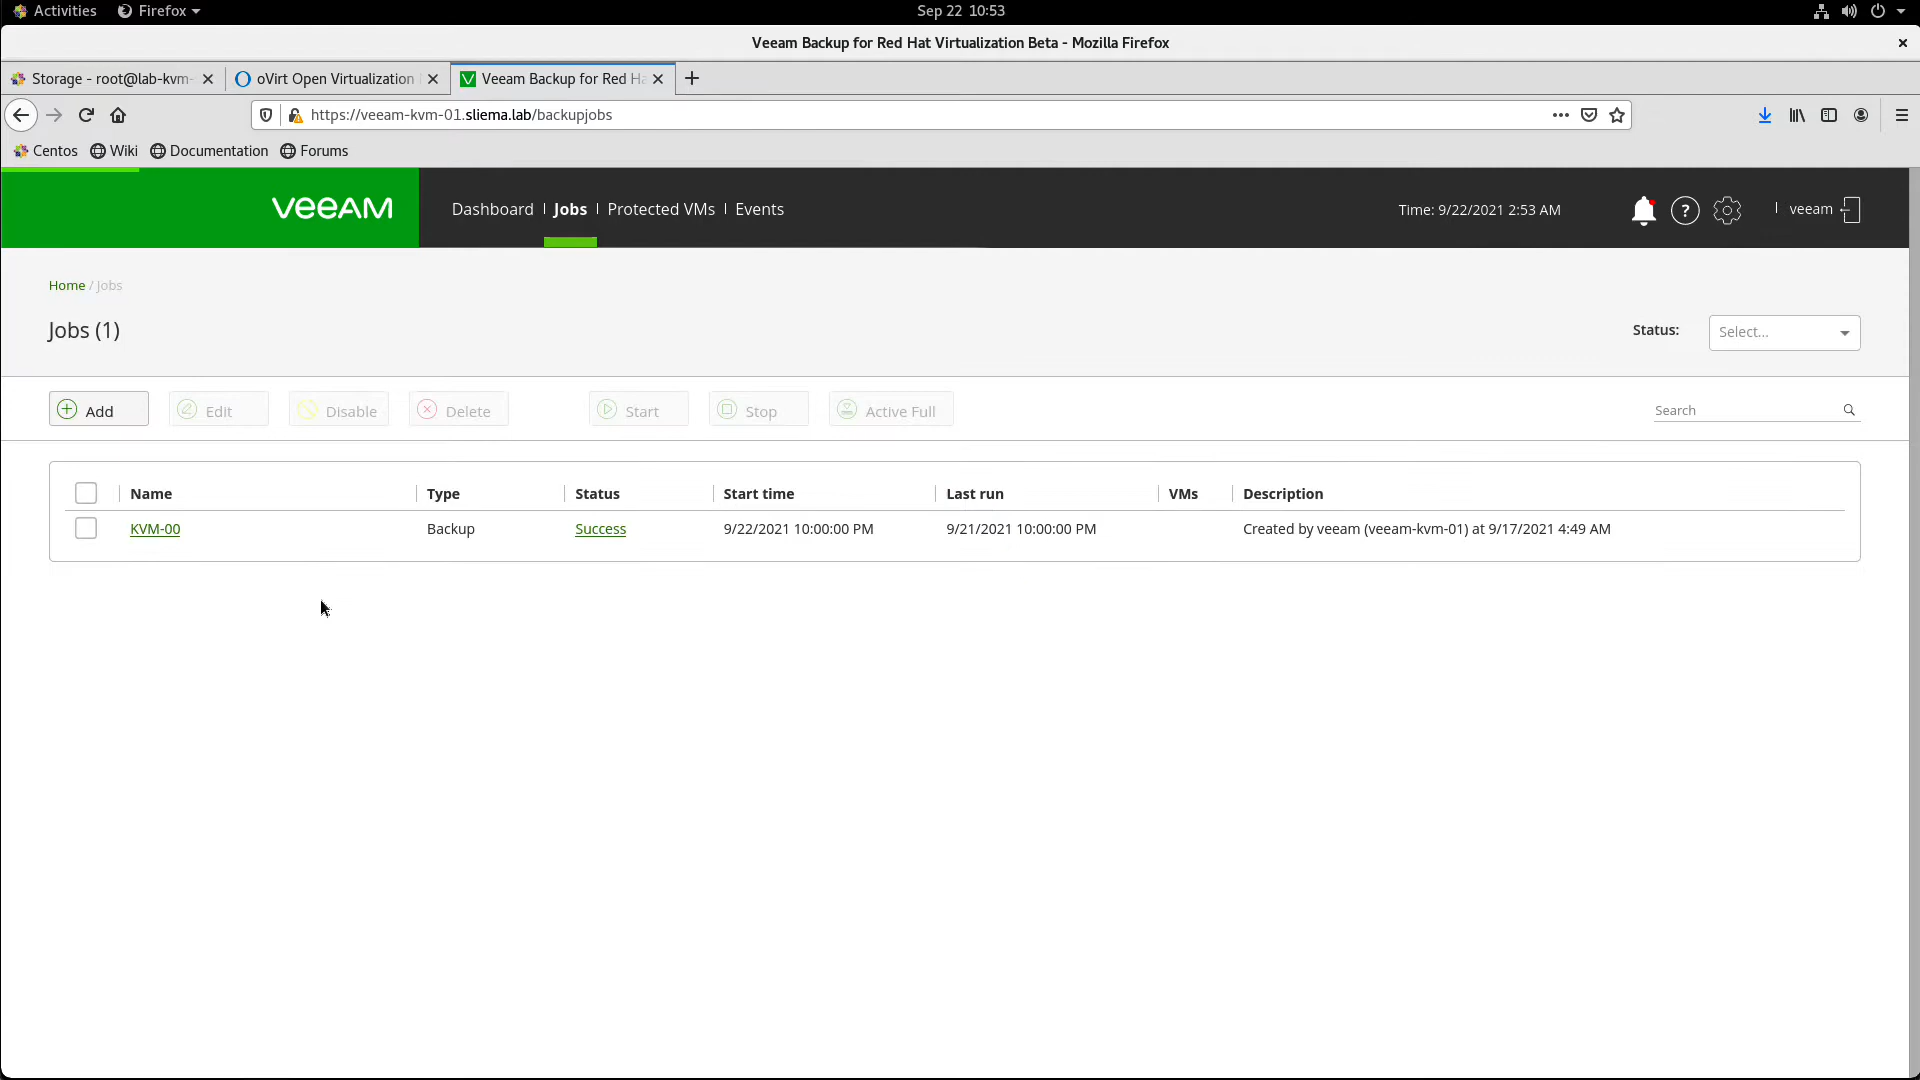 Activities Firefox Sep 22 10:53
Veeam Backup for Red Hat Virtualization Beta - Mozilla Firefox
Storage - root@lab-kvm- oVirt Open Virtualization Veeam Backup for Red Ha
https://veeam-kvm-01.sliema.lab/backupjobs
Centos Wiki Documentation Forums
veeam Dashboard Jobs Protected VMs Events Time: 9/22/2021 2:53 AM ? veeam
Home / Jobs
Jobs (1) Status: Select...
Add Edit Disable Delete Start Stop Active Full Search
Name Type Status Start time Last run VMs Description
KVM-00 Backup Success 9/22/2021 10:00:00 PM 9/21/2021 10:00:00 PM Created by veeam (veeam-kvm-01) at 9/17/2021 4:49 AM